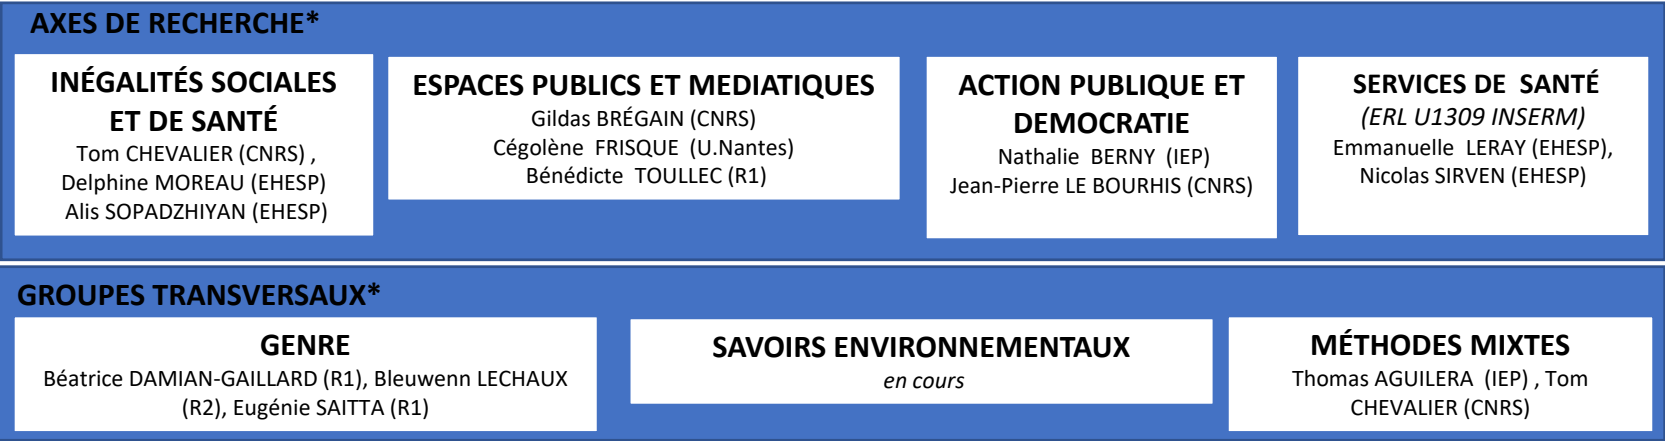 AXES DE RECHERCHE*
INÉGALITÉS SOCIALES
ET DE SANTÉ
Tom CHEVALIER (CNRS) ,
Delphine MOREAU (EHESP)
Alis SOPADZHIYAN (EHESP)
ESPACES PUBLICS ET MEDIATIQUES
Gildas BRÉGAIN (CNRS)
Cégolène FRISQUE (U.Nantes)
Bénédicte TOULLEC (R1)
ACTION PUBLIQUE ET
DEMOCRATIE
Nathalie BERNY (IEP)
Jean-Pierre LE BOURHIS (CNRS)
SERVICES DE SANTÉ
(ERL U1309 INSERM)
Emmanuelle LERAY (EHESP),
Nicolas SIRVEN (EHESP)
GROUPES TRANSVERSAUX*
GENRE
Béatrice DAMIAN-GAILLARD (R1), Bleuwenn LECHAUX
(R2), Eugénie SAITTA (R1)
SAVOIRS ENVIRONNEMENTAUX
en cours
MÉTHODES MIXTES
Thomas AGUILERA (IEP) , Tom
CHEVALIER (CNRS)